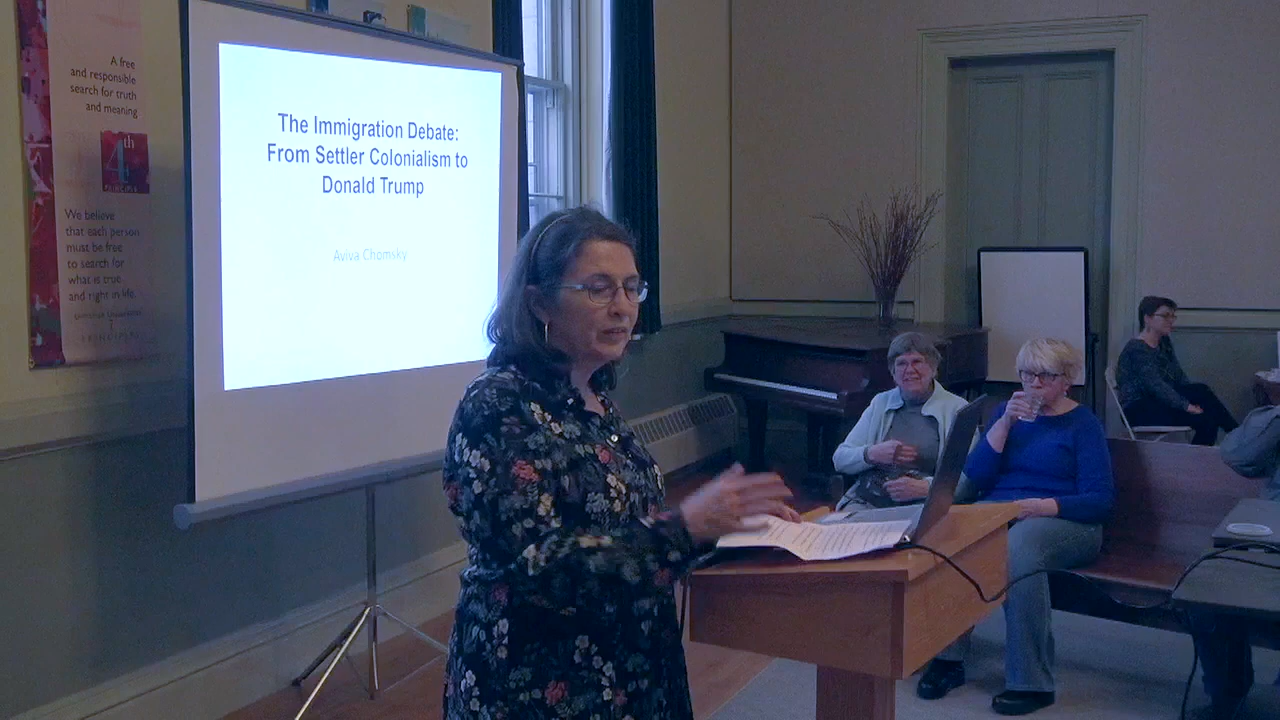 A free
and responsible
search for truth
and meaning
4th
PRINCIPLE
We believe
that each person
must be free
to search for
what is true
and right in life.
The Immigration Debate:
From Settler Colonialism to
Donald Trump
Aviva Chomsky